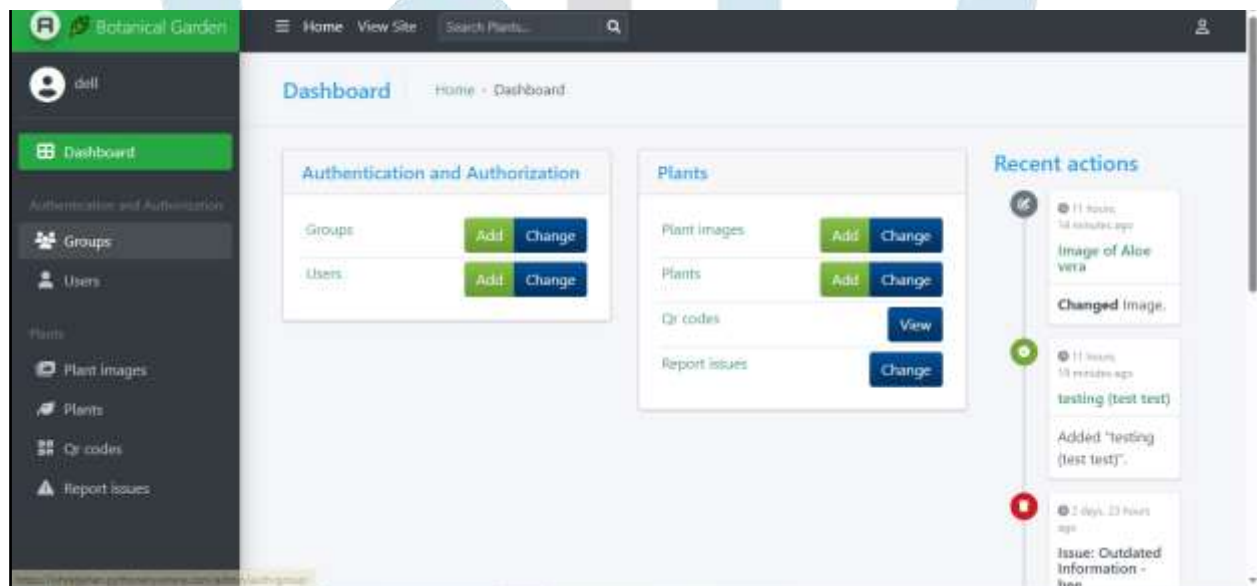 Botanical Garden
Home View Site Search Plants...
dell
Dashboard
Home - Dashboard
Dashboard
Authentication and Authorization
Groups
Users
Plants
Plant images
Plants
Qr codes
Report issues
Authentication and Authorization
Groups Add Change
Users Add Change
Plants
Plant images Add Change
Plants Add Change
Qr codes View
Report issues Change
Recent actions
11 hours,
14 minutes ago
Image of Aloe
vera
Changed Image.
11 hours,
minutes ago
testing (test test)
Added "testing
(test test)".
2 days, 23 hours
ago
Issue: Outdated
Information -